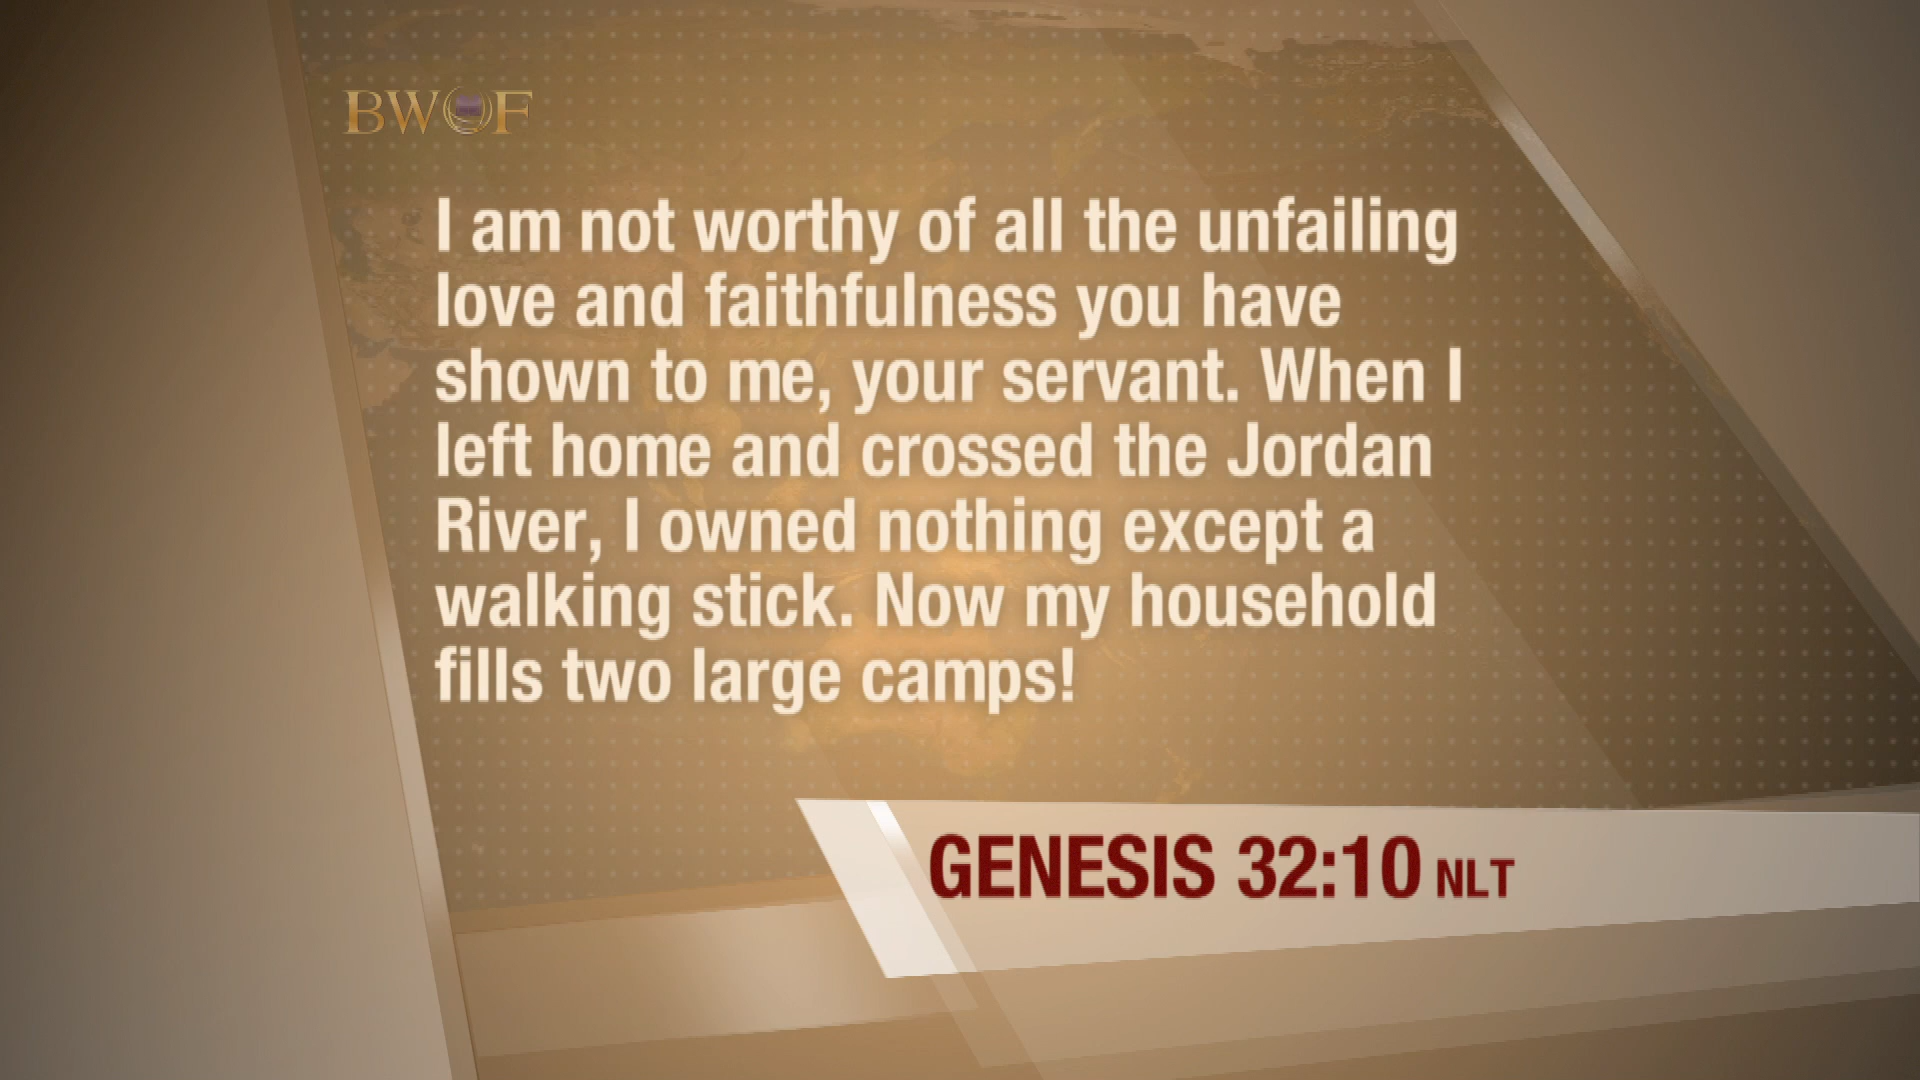 BWOF
I am not worthy of all the unfailing
love and faithfulness you have
shown to me, your servant. When I
left home and crossed the Jordan
River, I owned nothing except a
walking stick. Now my household
fills two large camps!
GENESIS 32:10 NLT